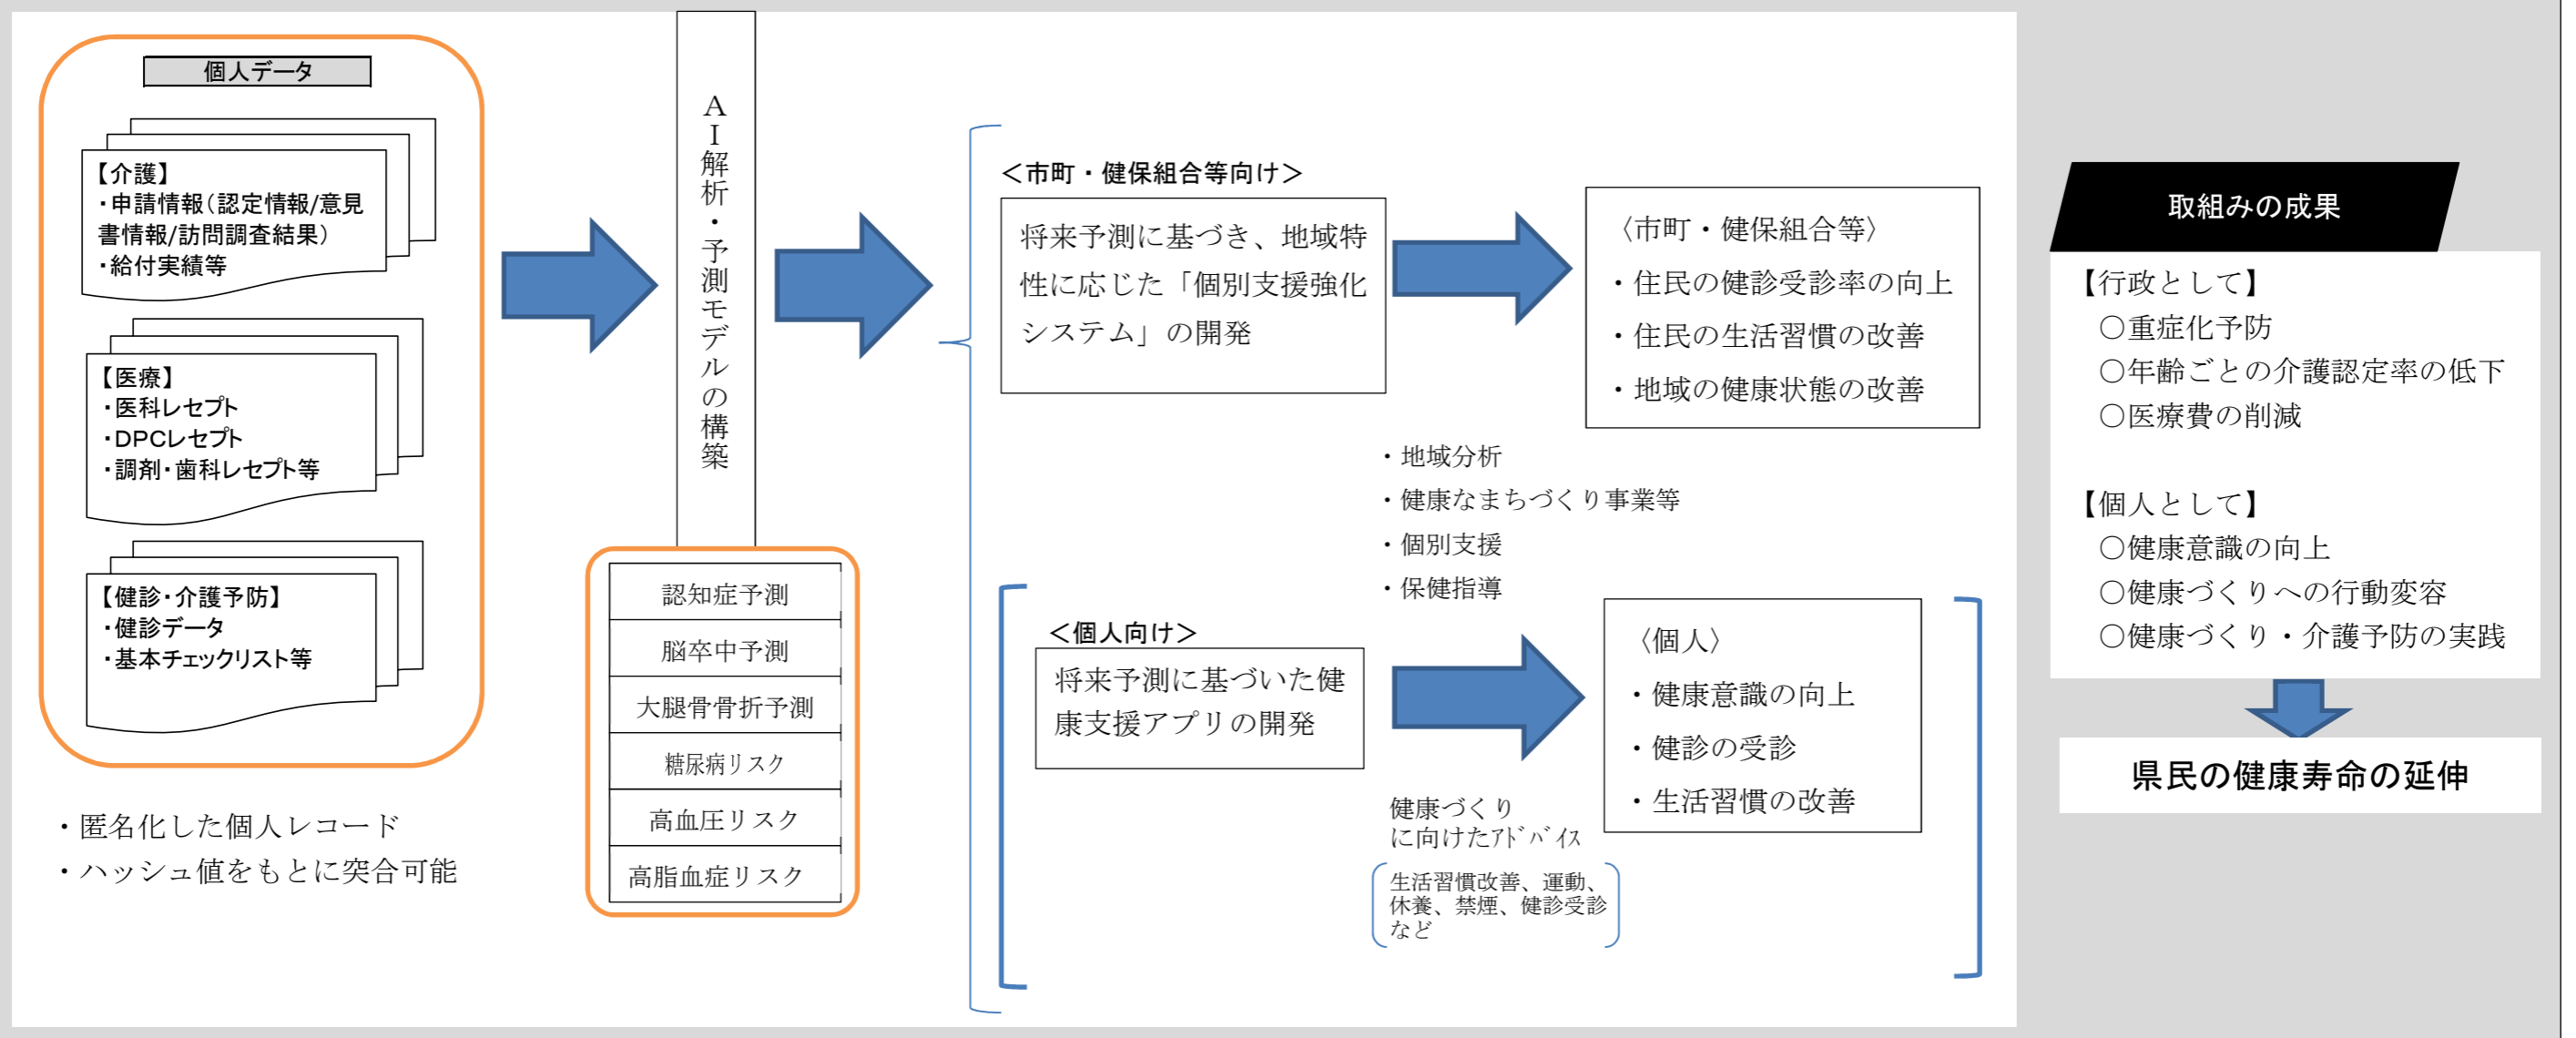 個人データ
【介護】
・申請情報（認定情報/意見
書情報/訪問調査結果）
・給付実績等
【医療】
・医科レセプト
・DPCレセプト
・調剤・歯科レセプト等
【健診・介護予防】
・健診データ
・基本チェックリスト等
・匿名化した個人レコード
・ハッシュ値をもとに突合可能
ＡＩ解析・予測モデルの構築
認知症予測
脳卒中予測
大腿骨骨折予測
糖尿病リスク
高血圧リスク
高脂血症リスク
＜市町・健保組合等向け＞
将来予測に基づき、地域特
性に応じた「個別支援強化
システム」の開発
〈市町・健保組合等〉
・住民の健診受診率の向上
・住民の生活習慣の改善
・地域の健康状態の改善
・地域分析
・健康なまちづくり事業等
・個別支援
・保健指導
＜個人向け＞
将来予測に基づいた健
康支援アプリの開発
〈個人〉
・健康意識の向上
・健診の受診
・生活習慣の改善
健康づくり
に向けたｱﾄﾞﾊﾞｲｽ
生活習慣改善、運動、
休養、禁煙、健診受診
など
取組みの成果
【行政として】
○重症化予防
○年齢ごとの介護認定率の低下
○医療費の削減
【個人として】
○健康意識の向上
○健康づくりへの行動変容
○健康づくり・介護予防の実践
県民の健康寿命の延伸